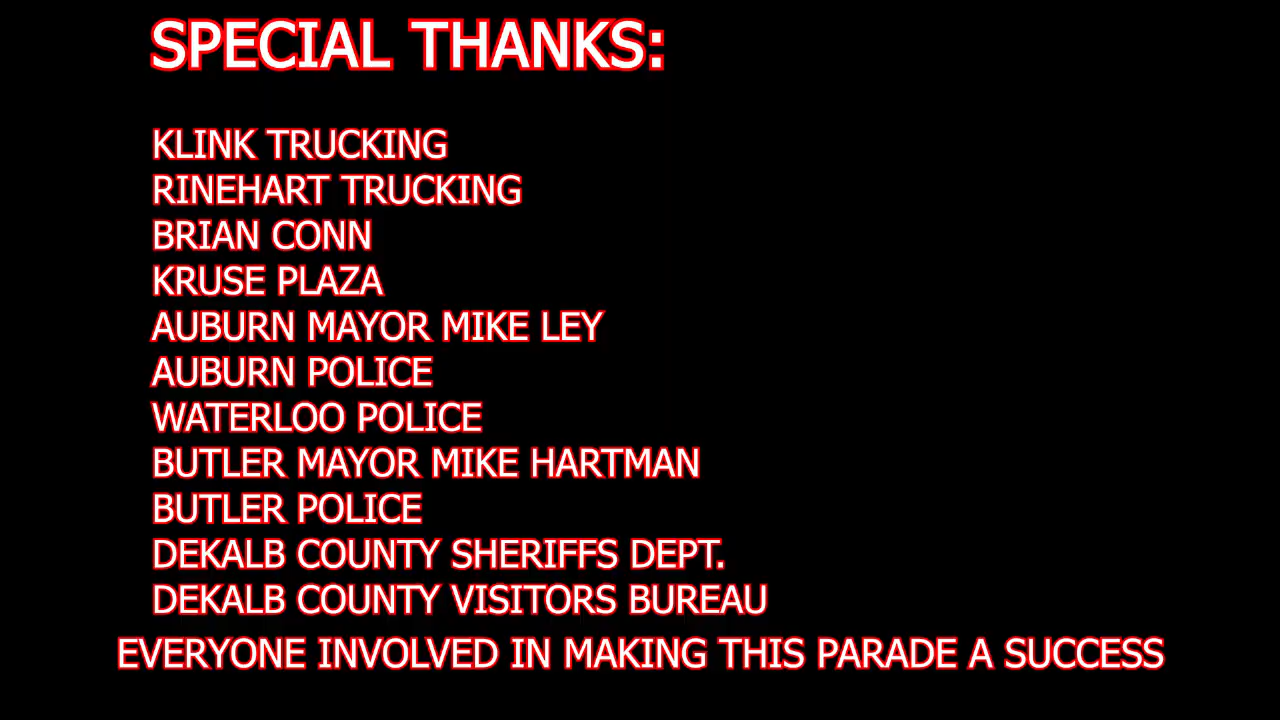 SPECIAL THANKS:
KLINK TRUCKING
RINEHART TRUCKING
BRIAN CONN
KRUSE PLAZA
AUBURN MAYOR MIKE LEY
AUBURN POLICE
WATERLOO POLICE
BUTLER MAYOR MIKE HARTMAN
BUTLER POLICE
DEKALB COUNTY SHERIFFS DEPT.
DEKALB COUNTY VISITORS BUREAU
EVERYONE INVOLVED IN MAKING THIS PARADE A SUCCESS